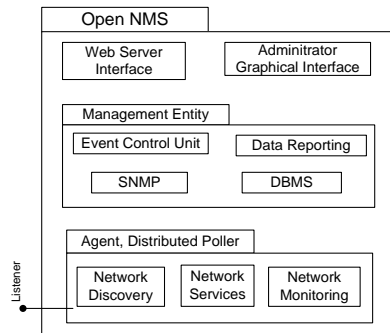 Open NMS
Web Server
Interface
Adminitrator
Graphical Interface
Management Entity
Event Control Unit
Data Reporting
SNMP
DBMS
Agent, Distributed Poller
Network
Discovery
Network
Services
Network
Monitoring
Listener